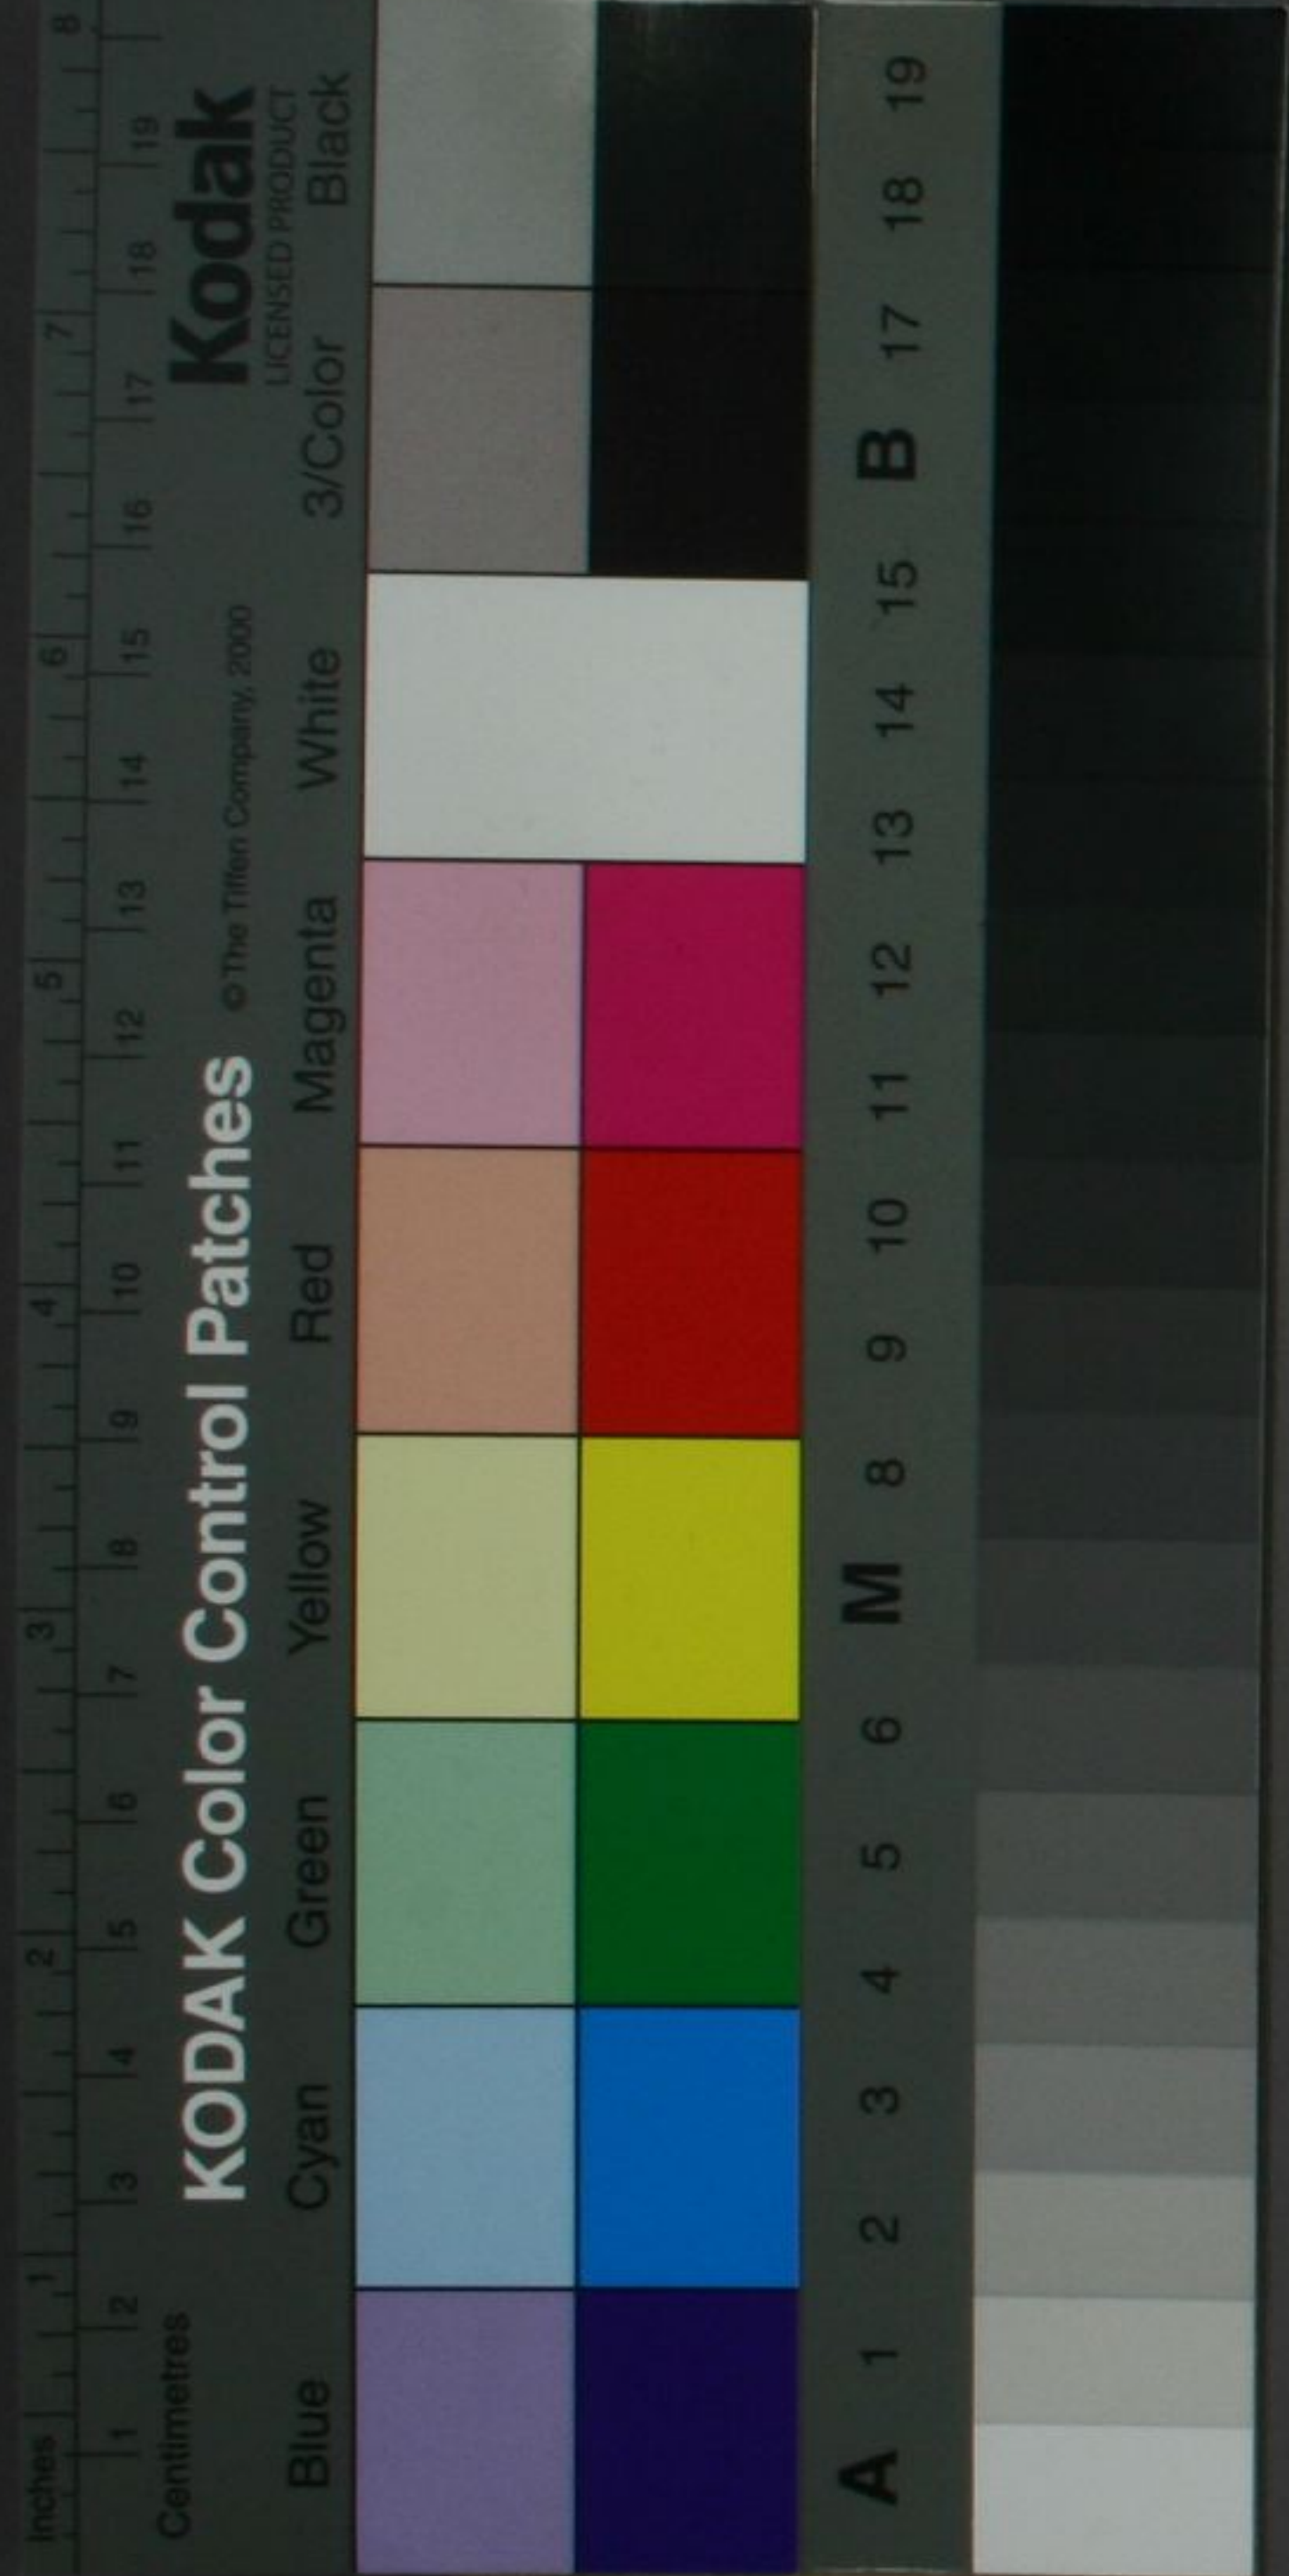 Inches 1 2 3 4 5 6 7 8
1 2 3 4 5 6 7 8 9 10 11 12 13 14 15 16 17 18 19
Centimetres
KODAK Color Control Patches ©The Tiffen Company, 2000 Kodak
LICENSED PRODUCT
Blue Cyan Green Yellow Red Magenta White 3/Color Black
A 1 2 3 4 5 6 M 8 9 10 11 12 13 14 15 B 17 18 19